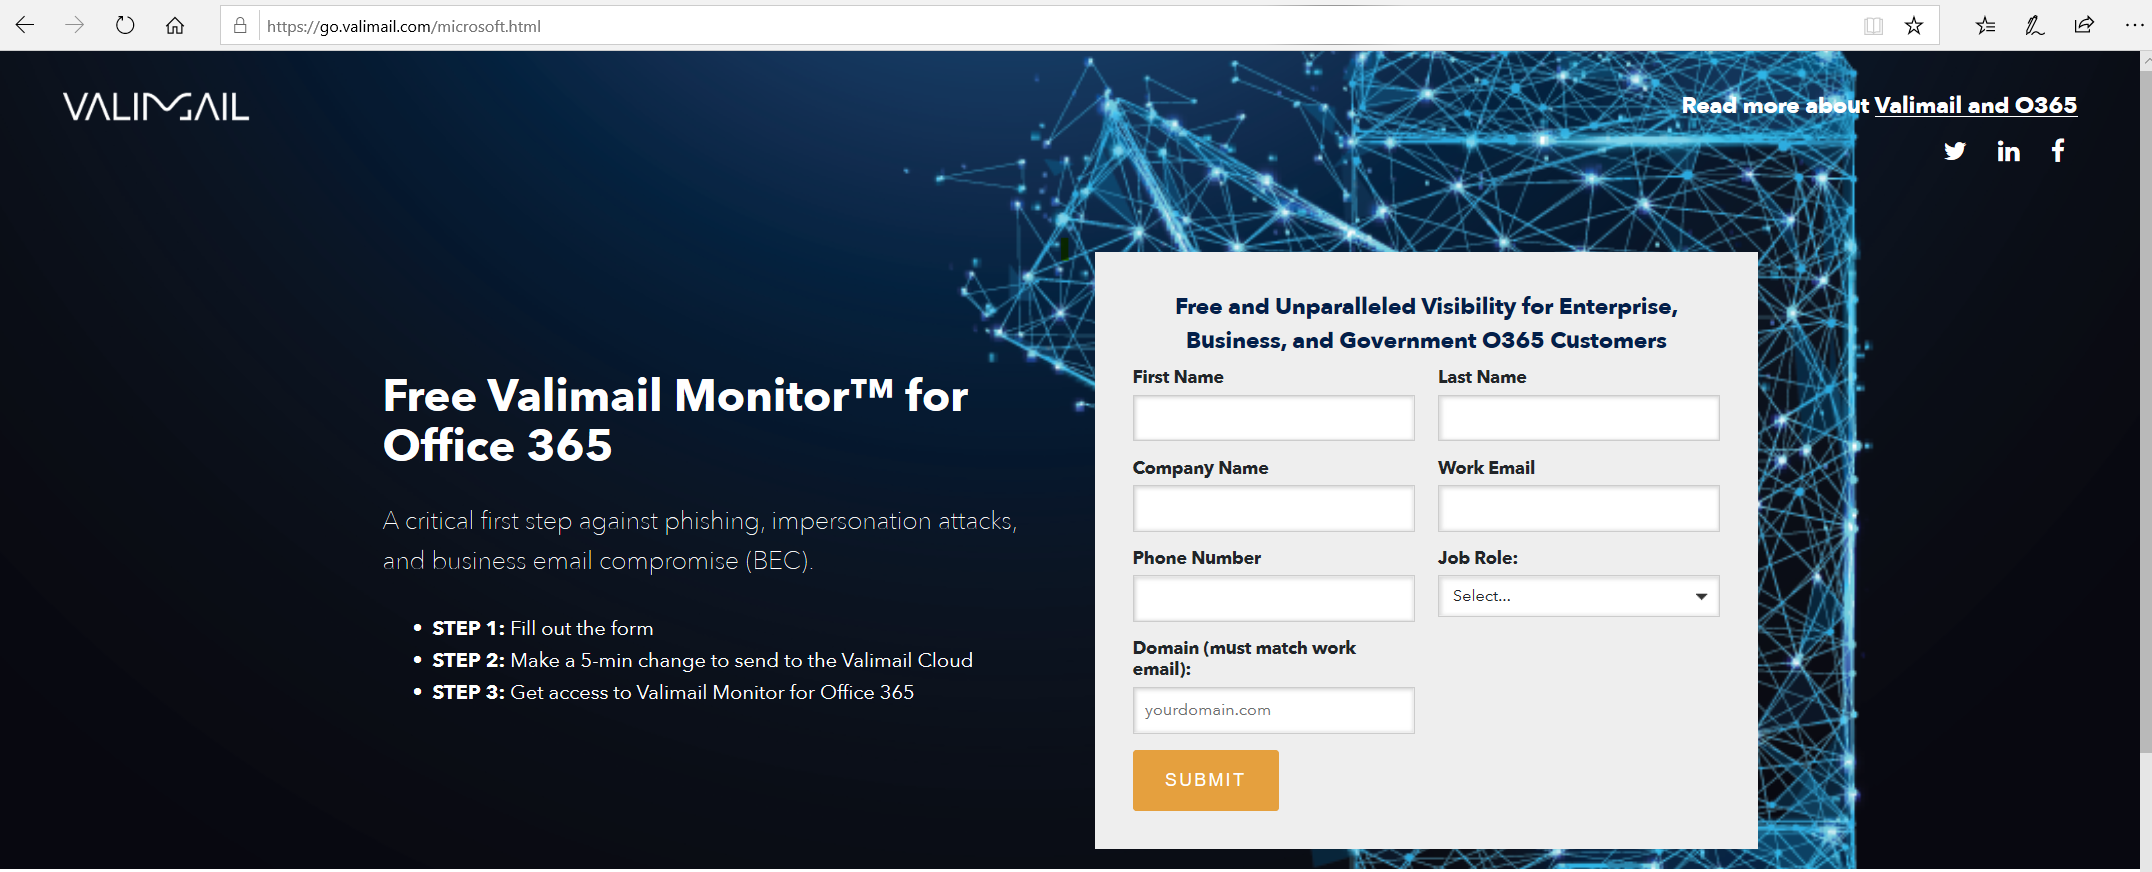 https://go.valimail.com/microsoft.html
VALIMAIL
Read more about Valimail and O365
Free and Unparalleled Visibility for Enterprise,
Business, and Government O365 Customers
First Name
Last Name
Company Name
Work Email
Phone Number
Job Role:
Select...
Domain (must match work
email):
yourdomain.com
SUBMIT
Free Valimail Monitor™ for
Office 365
A critical first step against phishing, impersonation attacks,
and business email compromise (BEC).
• STEP 1: Fill out the form
• STEP 2: Make a 5-min change to send to the Valimail Cloud
• STEP 3: Get access to Valimail Monitor for Office 365